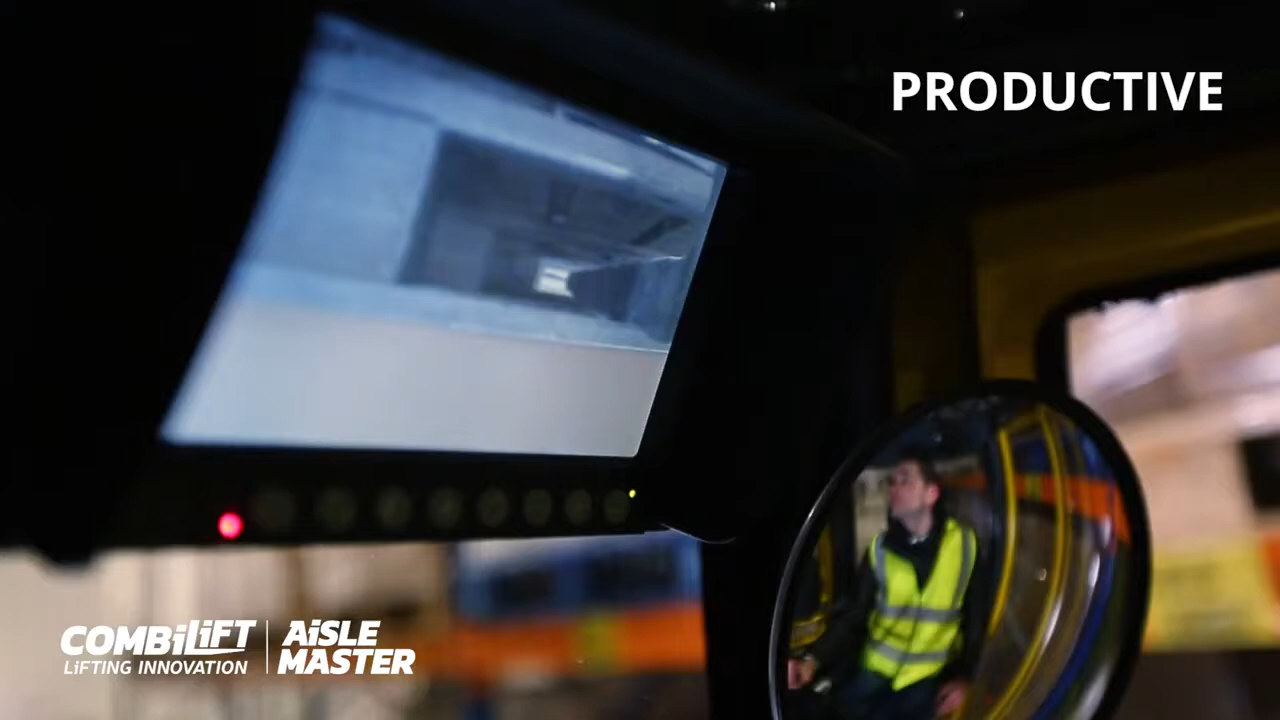 PRODUCTIVE
COMBiLiFT
LiFTING INNOVATION
AiSLE
MASTER